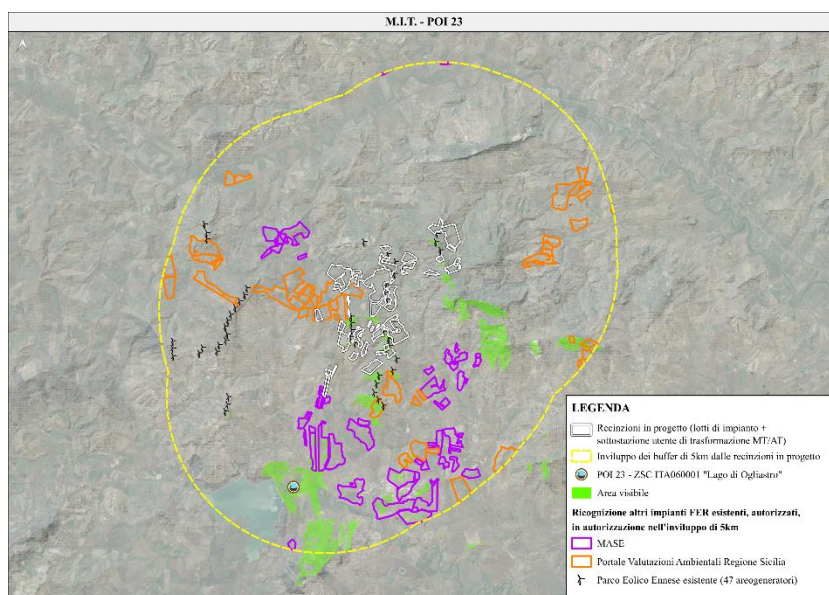 M.I.T. - POI 23
LEGENDA
Recinzioni in progetto (lotti di impianto +
sottostazione utente di trasformazione MT/AT)
Inviluppo dei buffer di 5km dalle recinzioni in progetto
POI 23 - ZSC ITA060001 "Lago di Ogliastro"
Area visibile
Ricognizione altri impianti FER esistenti, autorizzati,
in autorizzazione nell'inviluppo di 5km
MASE
Portale Valutazioni Ambientali Regione Sicilia
Parco Eolico Ennese esistente (47 areogeneratori)